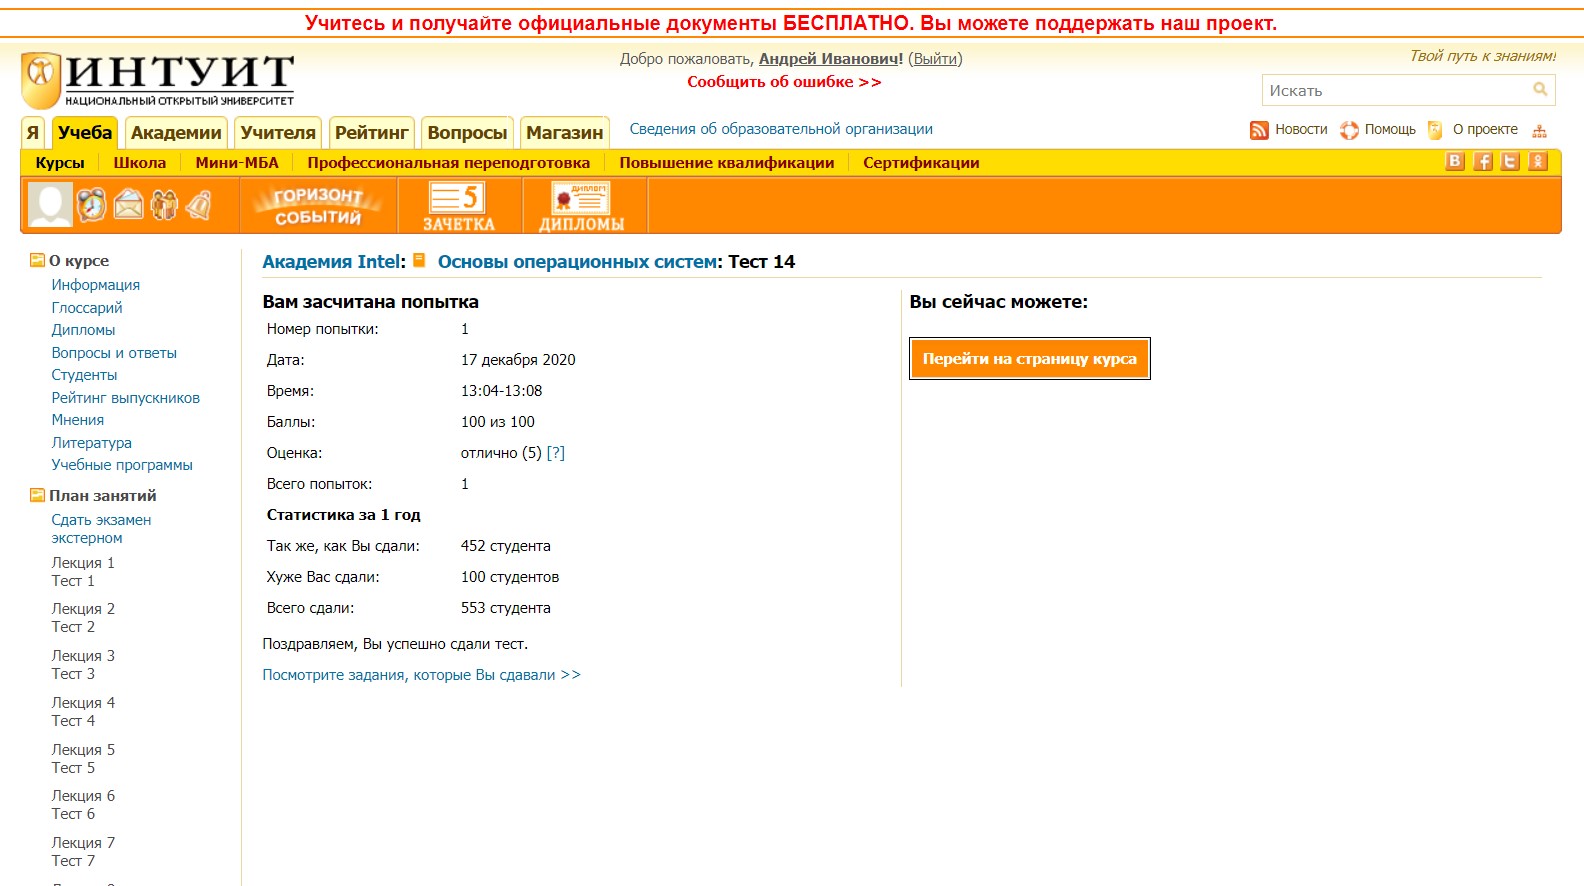 Учитесь и получайте официальные документы БЕСПЛАТНО. Вы можете поддержать наш проект.
ИНТУИТ
НАЦИОНАЛЬНЫЙ ОТКРЫТЫЙ УНИВЕРСИТЕТ
Добро пожаловать, Андрей Иванович! (Выйти)
Сообщить об ошибке >>
Твой путь к знаниям!
Искать
Я Учеба Академии Учителя Рейтинг Вопросы Магазин Сведения об образовательной организации
Новости Помощь О проекте
Курсы Школа Мини-МБА Профессиональная переподготовка Повышение квалификации Сертификации
ГОРИЗОНТ СОБЫТИЙ
5
ЗАЧЕТКА
ДИПЛОМ
ДИПЛОМЫ
О курсе
Информация
Глоссарий
Дипломы
Вопросы и ответы
Студенты
Рейтинг выпускников
Мнения
Литература
Учебные программы
План занятий
Сдать экзамен
экстерном
Лекция 1
Тест 1
Лекция 2
Тест 2
Лекция 3
Тест 3
Лекция 4
Тест 4
Лекция 5
Тест 5
Лекция 6
Тест 6
Лекция 7
Тест 7
Академия Intel: Основы операционных систем: Тест 14
Вам засчитана попытка
Номер попытки: 1
Дата: 17 декабря 2020
Время: 13:04-13:08
Баллы: 100 из 100
Оценка: отлично (5) [?]
Всего попыток: 1
Статистика за 1 год
Так же, как Вы сдали: 452 студента
Хуже Вас сдали: 100 студентов
Всего сдали: 553 студента
Поздравляем, Вы успешно сдали тест.
Посмотрите задания, которые Вы сдавали >>
Вы сейчас можете:
Перейти на страницу курса